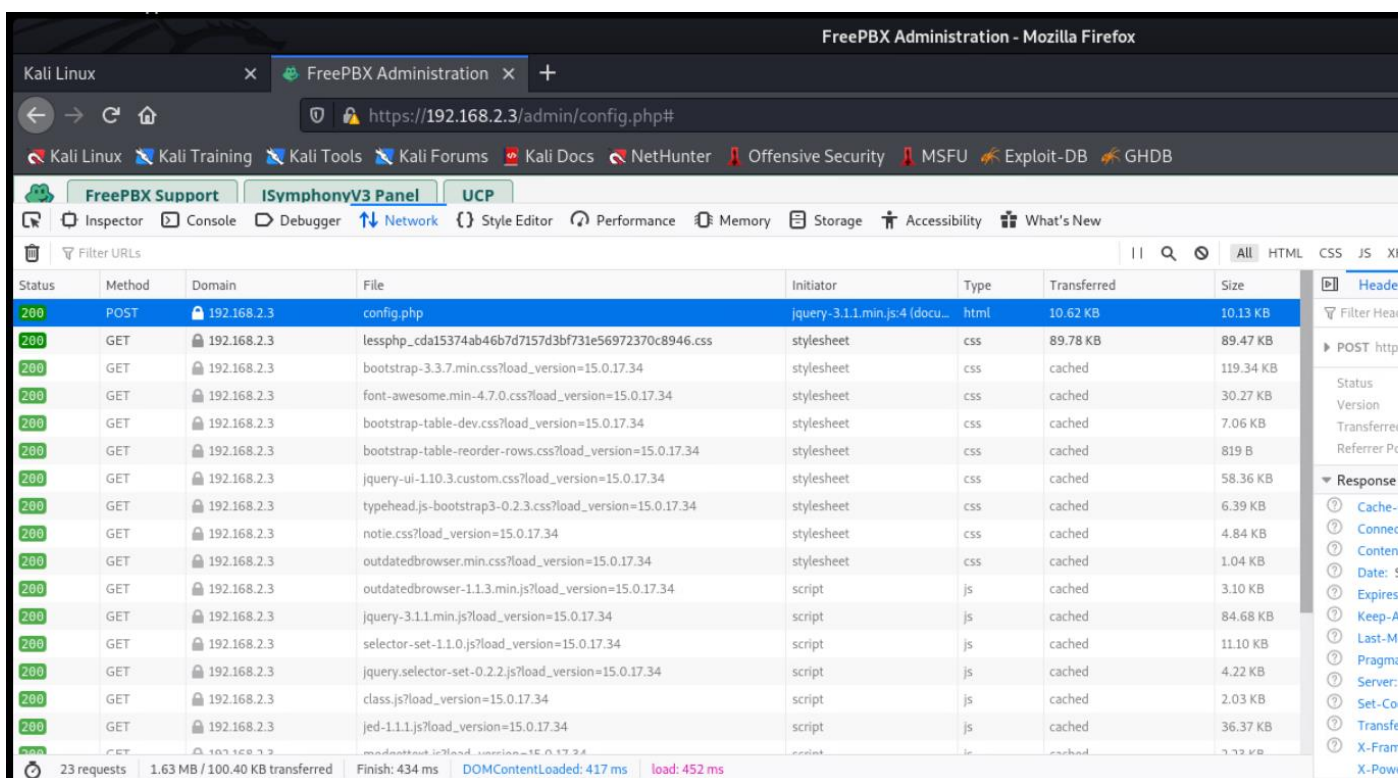 FreePBX Administration - Mozilla Firefox
Kali Linux FreePBX Administration
https://192.168.2.3/admin/config.php#
Kali Linux Kali Training Kali Tools Kali Forums Kali Docs NetHunter Offensive Security MSFU Exploit-DB GHDB
FreePBX Support ISymphonyV3 Panel UCP
Inspector Console Debugger Network Style Editor Performance Memory Storage Accessibility What's New
Filter URLs All HTML CSS JS
Status Method Domain File Initiator Type Transferred Size
200 POST 192.168.2.3 config.php jquery-3.1.1.min.js:4 (docu... html 10.62 KB 10.13 KB
200 GET 192.168.2.3 lessphp_cda15374ab46b7d7157d3bf731e56972370c8946.css stylesheet css 89.78 KB 89.47 KB
200 GET 192.168.2.3 bootstrap-3.3.7.min.css?load_version=15.0.17.34 stylesheet css cached 119.34 KB
200 GET 192.168.2.3 font-awesome.min-4.7.0.css?load_version=15.0.17.34 stylesheet css cached 30.27 KB
200 GET 192.168.2.3 bootstrap-table-dev.css?load_version=15.0.17.34 stylesheet css cached 7.06 KB
200 GET 192.168.2.3 bootstrap-table-reorder-rows.css?load_version=15.0.17.34 stylesheet css cached 819 B
200 GET 192.168.2.3 jquery-ui-1.10.3.custom.css?load_version=15.0.17.34 stylesheet css cached 58.36 KB
200 GET 192.168.2.3 typehead.js-bootstrap3-0.2.3.css?load_version=15.0.17.34 stylesheet css cached 6.39 KB
200 GET 192.168.2.3 notie.css?load_version=15.0.17.34 stylesheet css cached 4.84 KB
200 GET 192.168.2.3 outdatedbrowser.min.css?load_version=15.0.17.34 stylesheet css cached 1.04 KB
200 GET 192.168.2.3 outdatedbrowser-1.1.3.min.js?load_version=15.0.17.34 script js cached 3.10 KB
200 GET 192.168.2.3 jquery-3.1.1.min.js?load_version=15.0.17.34 script js cached 84.68 KB
200 GET 192.168.2.3 selector-set-1.1.0.js?load_version=15.0.17.34 script js cached 11.10 KB
200 GET 192.168.2.3 jquery.selector-set-0.2.2.js?load_version=15.0.17.34 script js cached 4.22 KB
200 GET 192.168.2.3 class.js?load_version=15.0.17.34 script js cached 2.03 KB
200 GET 192.168.2.3 jed-1.1.1.js?load_version=15.0.17.34 script js cached 36.37 KB
23 requests 1.63 MB / 100.40 KB transferred Finish: 434 ms DOMContentLoaded: 417 ms load: 452 ms
Heade
Filter Hea
POST http
Status
Version
Transferre
Referrer Po
Response
Cache-
Connec
Conten
Date:
Expires
Keep-A
Last-M
Pragma
Server:
Set-Co
Transfe
X-Fram
X-Powe